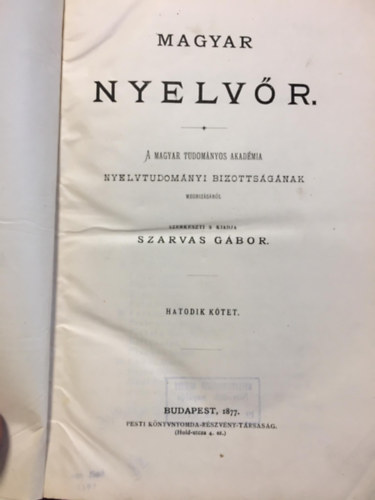 MAGYAR
NYELVŐR.
A MAGYAR TUDOMÁNYOS AKADÉMIA
NYELVTUDOMÁNYI BIZOTTSÁGÁNAK
MEGBIZÁSÁBÓL
SZERKESZTI S KIADJA
SZARVAS GÁBOR.
HATODIK KÖTET.
BUDAPEST, 1877.
PESTI KÖNYVNYOMDA-RÉSZVÉNY-TÁRSASÁG.
(Hold-utcza 4. sz.)